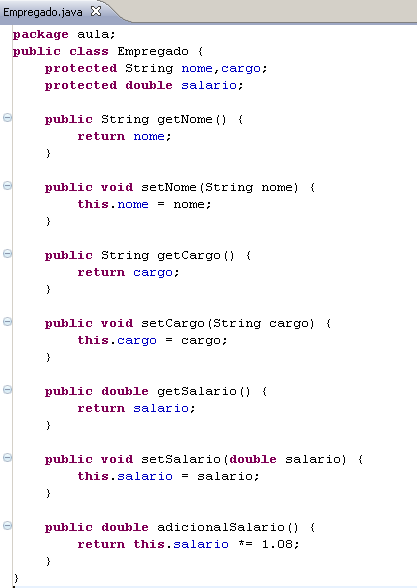 Empregado.java
package aula;
public class Empregado {
    protected String nome,cargo;
    protected double salario;

    public String getNome() {
        return nome;
    }

    public void setNome(String nome) {
        this.nome = nome;
    }

    public String getCargo() {
        return cargo;
    }

    public void setCargo(String cargo) {
        this.cargo = cargo;
    }

    public double getSalario() {
        return salario;
    }

    public void setSalario(double salario) {
        this.salario = salario;
    }

    public double adicionalSalario() {
        return this.salario *= 1.08;
    }
}